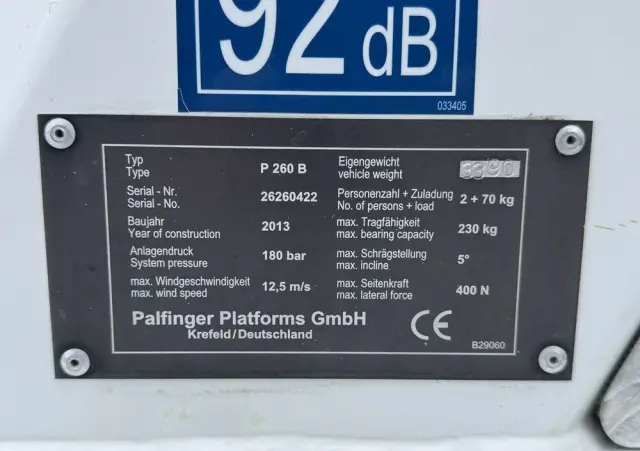 92 dB
033405
Typ
Type
P 260 B
Eigengewicht
vehicle weight
3390
Serial - Nr.
Serial - No.
26260422
Personenzahl + Zuladung
No. of persons + load
2 + 70 kg
Baujahr
Year of construction
2013
max. Tragfähigkeit
max. bearing capacity
230 kg
Anlagendruck
System pressure
180 bar
max. Schrägstellung
max. incline
5°
max. Windgeschwindigkeit
max. wind speed
12,5 m/s
max. Seitenkraft
max. lateral force
400 N
Palfinger Platforms GmbH
Krefeld/Deutschland
CE
B29060